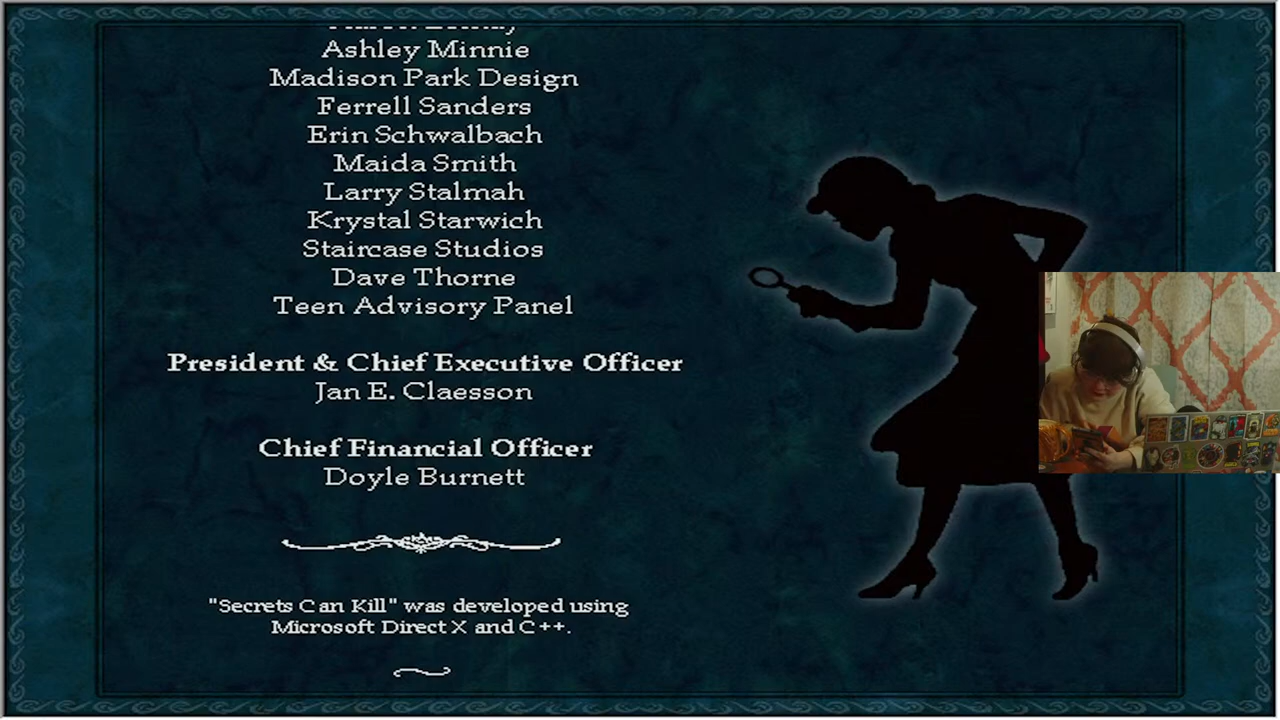 Ashley Minnie
Madison Park Design
Ferrell Sanders
Erin Schwalbach
Maida Smith
Larry Stalmah
Krystal Starwich
Staircase Studios
Dave Thorne
Teen Advisory Panel
President & Chief Executive Officer
Jan E. Claesson
Chief Financial Officer
Doyle Burnett
"Secrets Can Kill" was developed using
Microsoft Direct X and C++.